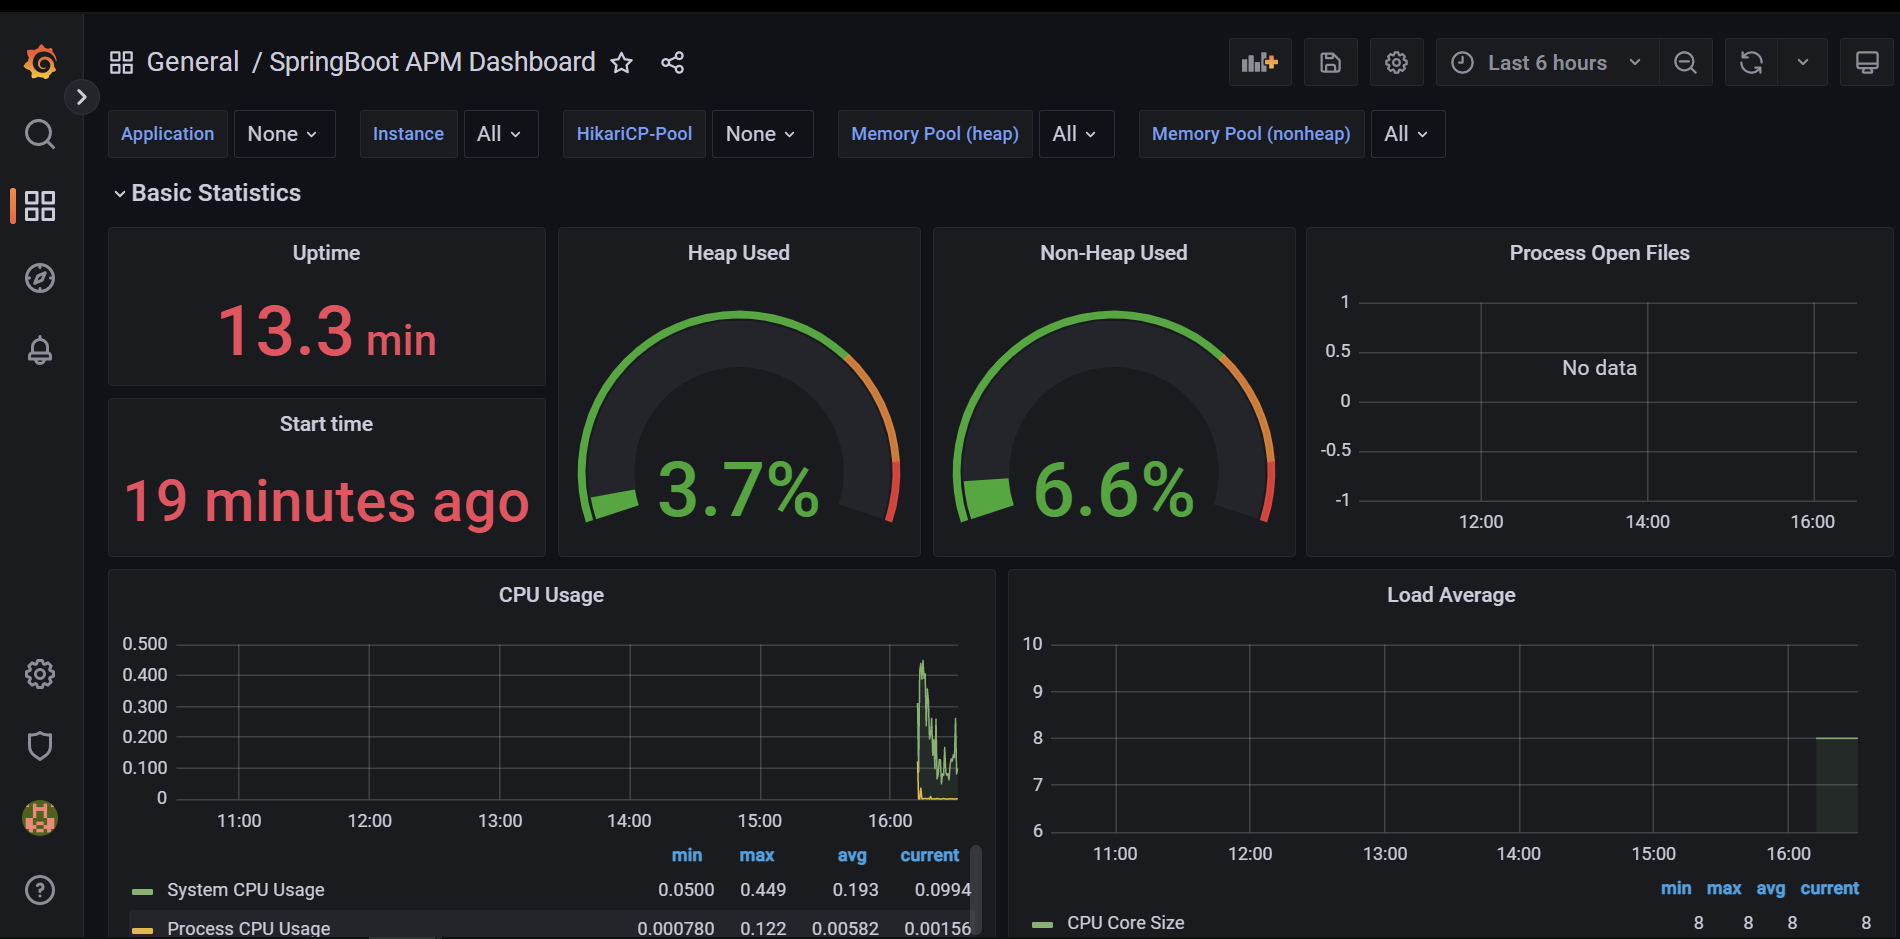 General / SpringBoot APM Dashboard
Last 6 hours
Application None Instance All HikariCP-Pool None Memory Pool (heap) All Memory Pool (nonheap) All
Basic Statistics
Uptime
13.3 min
Start time
19 minutes ago
Heap Used
3.7%
Non-Heap Used
6.6%
Process Open Files
1
0.5
0
-0.5
-1
No data
12:00 14:00 16:00
CPU Usage
0.500
0.400
0.300
0.200
0.100
0
11:00 12:00 13:00 14:00 15:00 16:00
min max avg current
System CPU Usage 0.0500 0.449 0.193 0.0994
Process CPU Usage 0.000780 0.122 0.00582 0.00156
Load Average
10
9
8
7
6
11:00 12:00 13:00 14:00 15:00 16:00
min max avg current
CPU Core Size 8 8 8 8